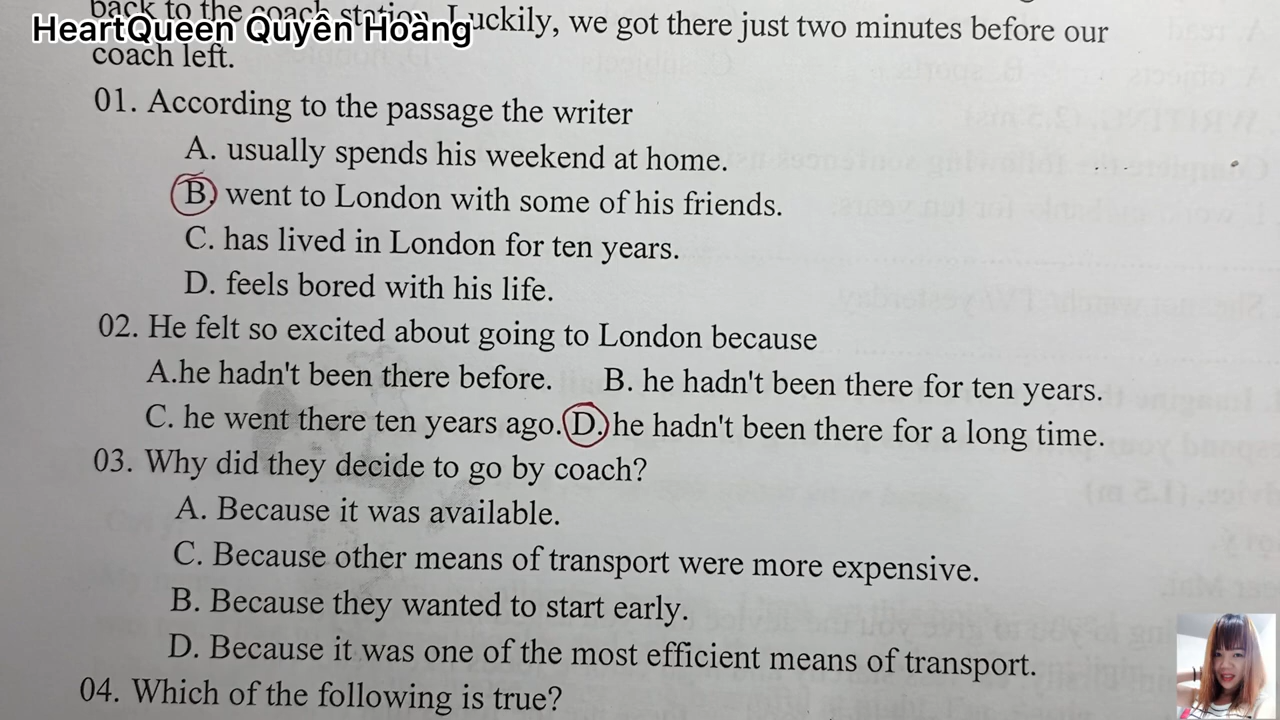 back to the coach station. Luckily, we got there just two minutes before our
HeartQueen Quyên Hoàng
coach left.
01. According to the passage the writer
A. usually spends his weekend at home.
B. went to London with some of his friends.
C. has lived in London for ten years.
D. feels bored with his life.
02. He felt so excited about going to London because
A.he hadn't been there before. B. he hadn't been there for ten years.
C. he went there ten years ago. D. he hadn't been there for a long time.
03. Why did they decide to go by coach?
A. Because it was available.
C. Because other means of transport were more expensive.
B. Because they wanted to start early.
D. Because it was one of the most efficient means of transport.
04. Which of the following is true?